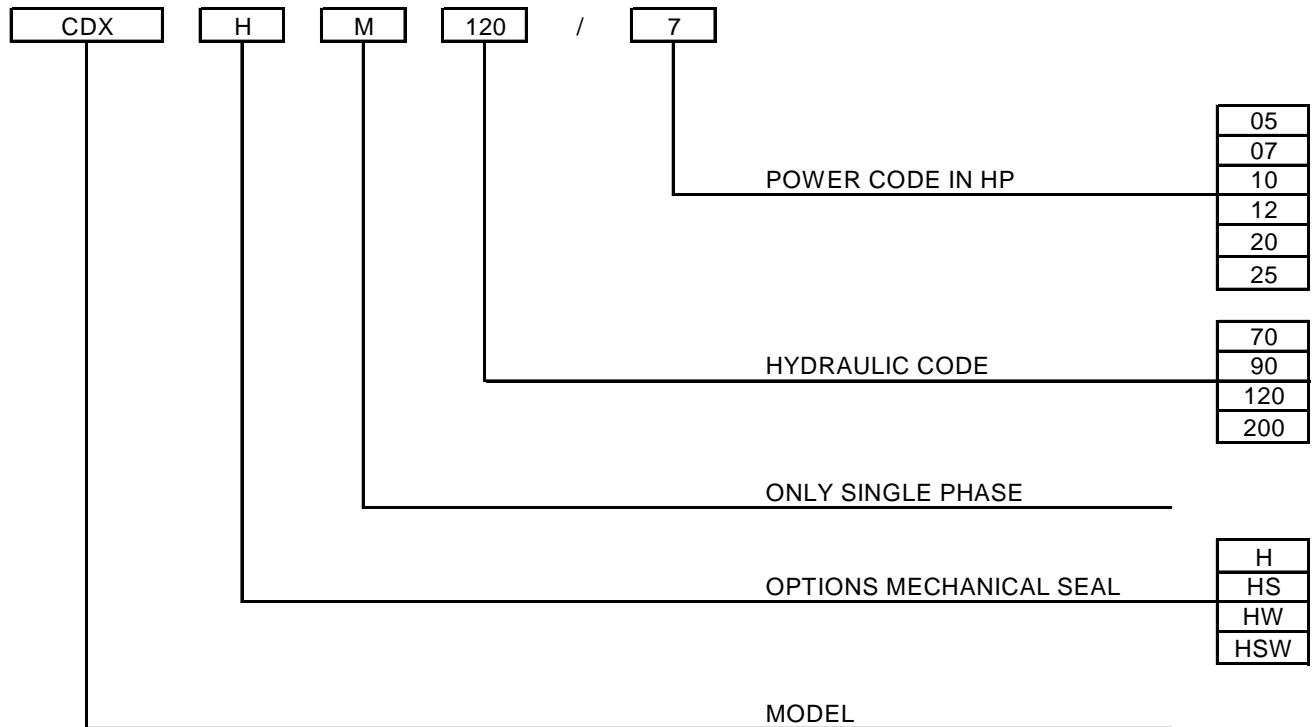 CDX H M 120 / 7
05
07
POWER CODE IN HP 10
12
20
25
70
HYDRAULIC CODE 90
120
200
ONLY SINGLE PHASE
H
OPTIONS MECHANICAL SEAL HS
HW
HSW
MODEL